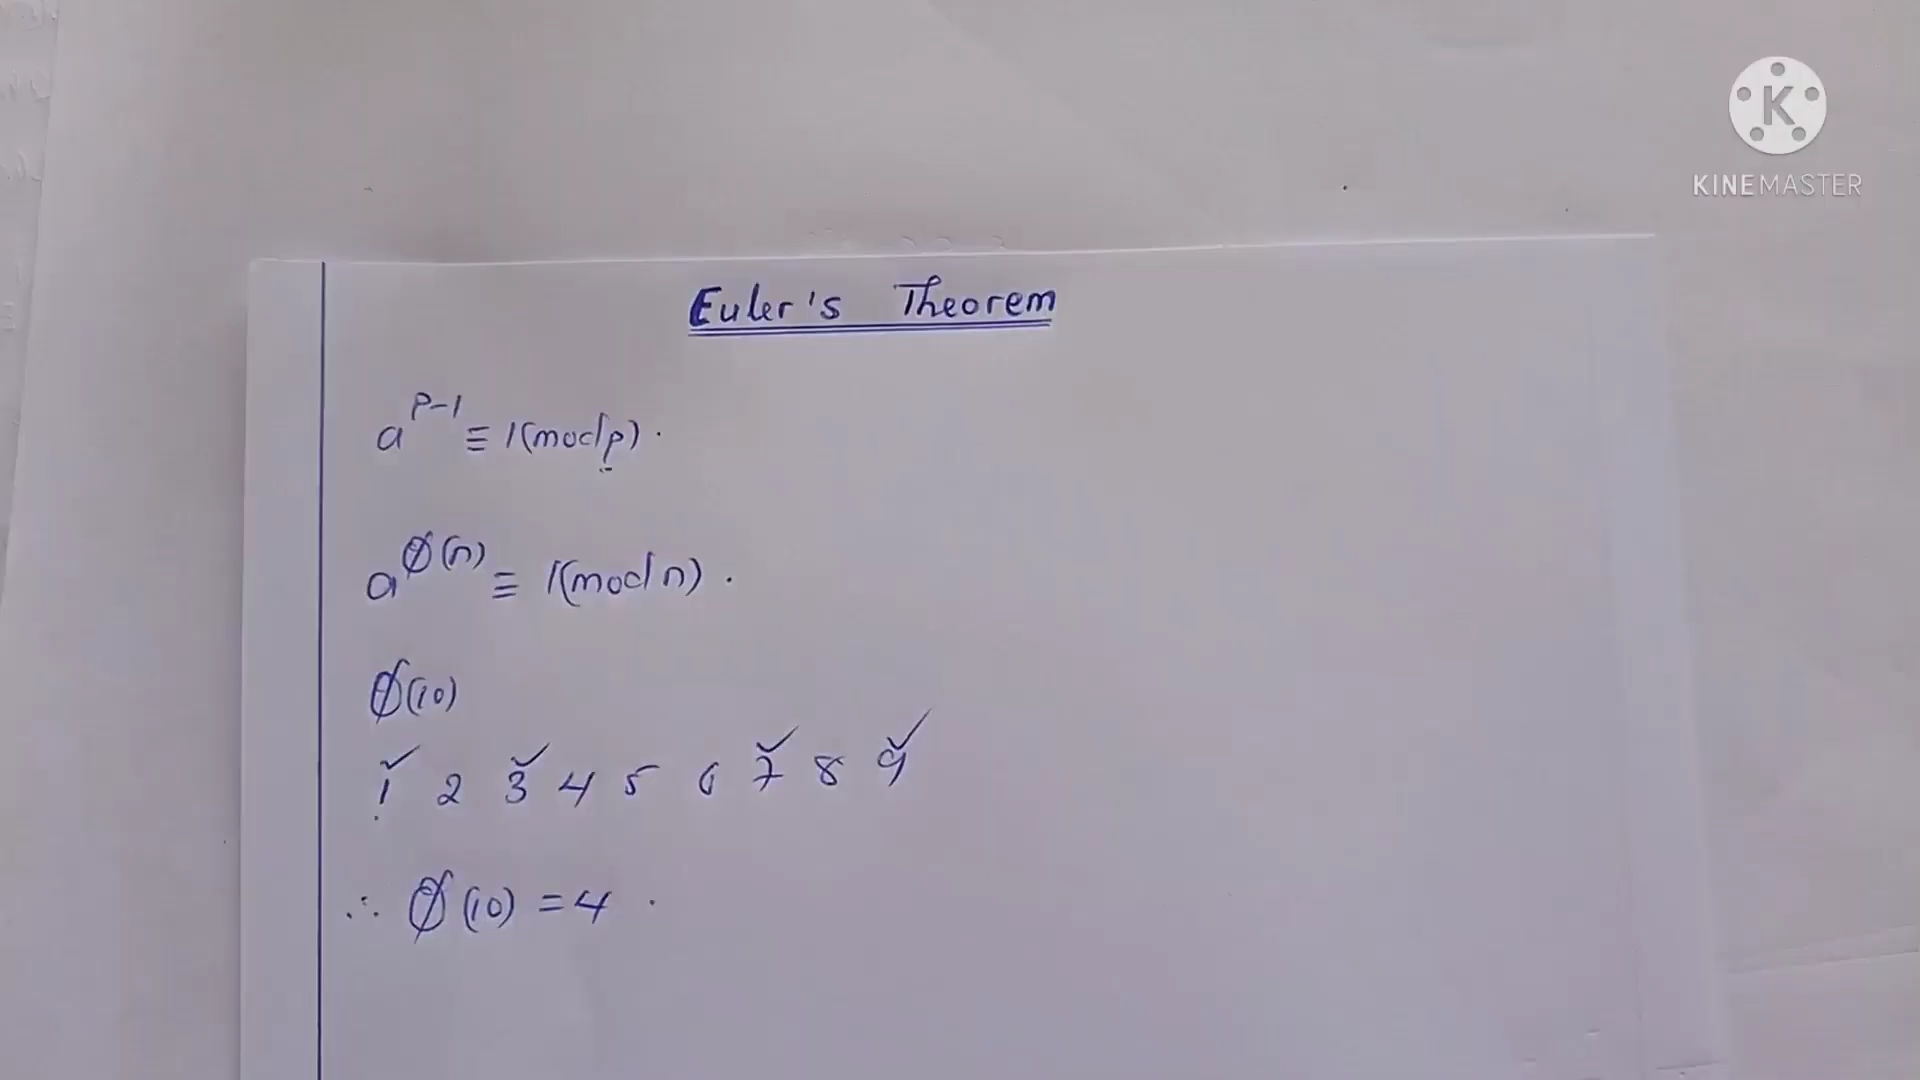 K
KINEMASTER
Euler's Theorem
a^{p-1} ≡ 1(mod p).
a^{Ø(n)} ≡ 1(mod n).
Ø(10)
1✓ 2 3✓ 4 5 6 7✓ 8 9✓
∴ Ø(10) = 4.